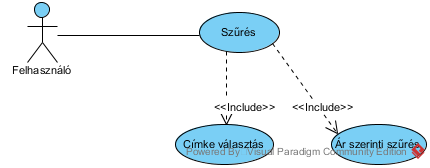 Szűrés
Felhasználó
<<Include>>
<<Include>>
Címke választás
Ár szerinti szűrés
Powered By Visual Paradigm Community Edition